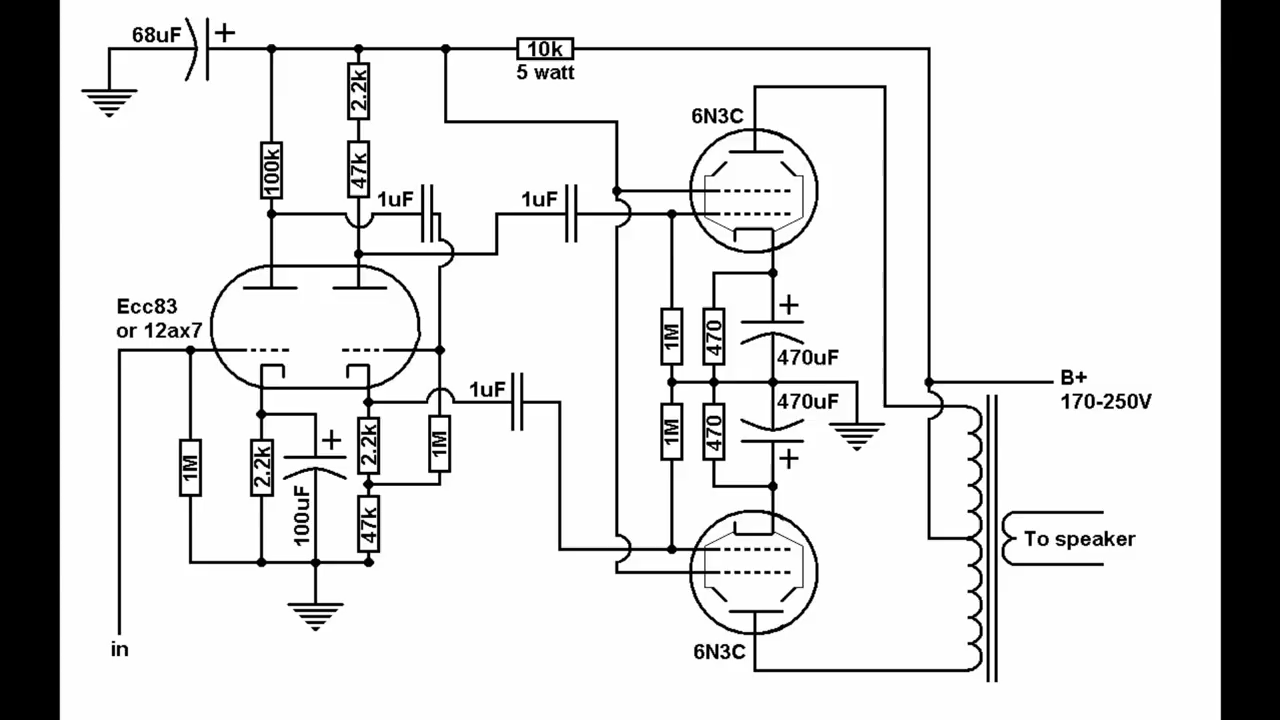 68uF +
10k
5 watt
2.2k
6N3C
100k
47k
1uF
1uF
Ecc83
or 12ax7
+
1M
470
470uF
B+
170-250V
1uF
470uF
1M
470
+
+
1M
2.2k
100uF
2.2k
1M
47k
To speaker
in
6N3C